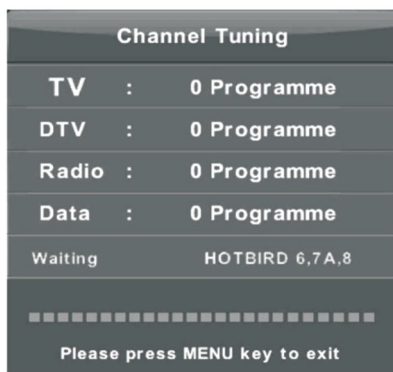 Channel Tuning
TV : 0 Programme
DTV : 0 Programme
Radio : 0 Programme
Data : 0 Programme
Waiting HOTBIRD 6,7A,8
Please press MENU key to exit